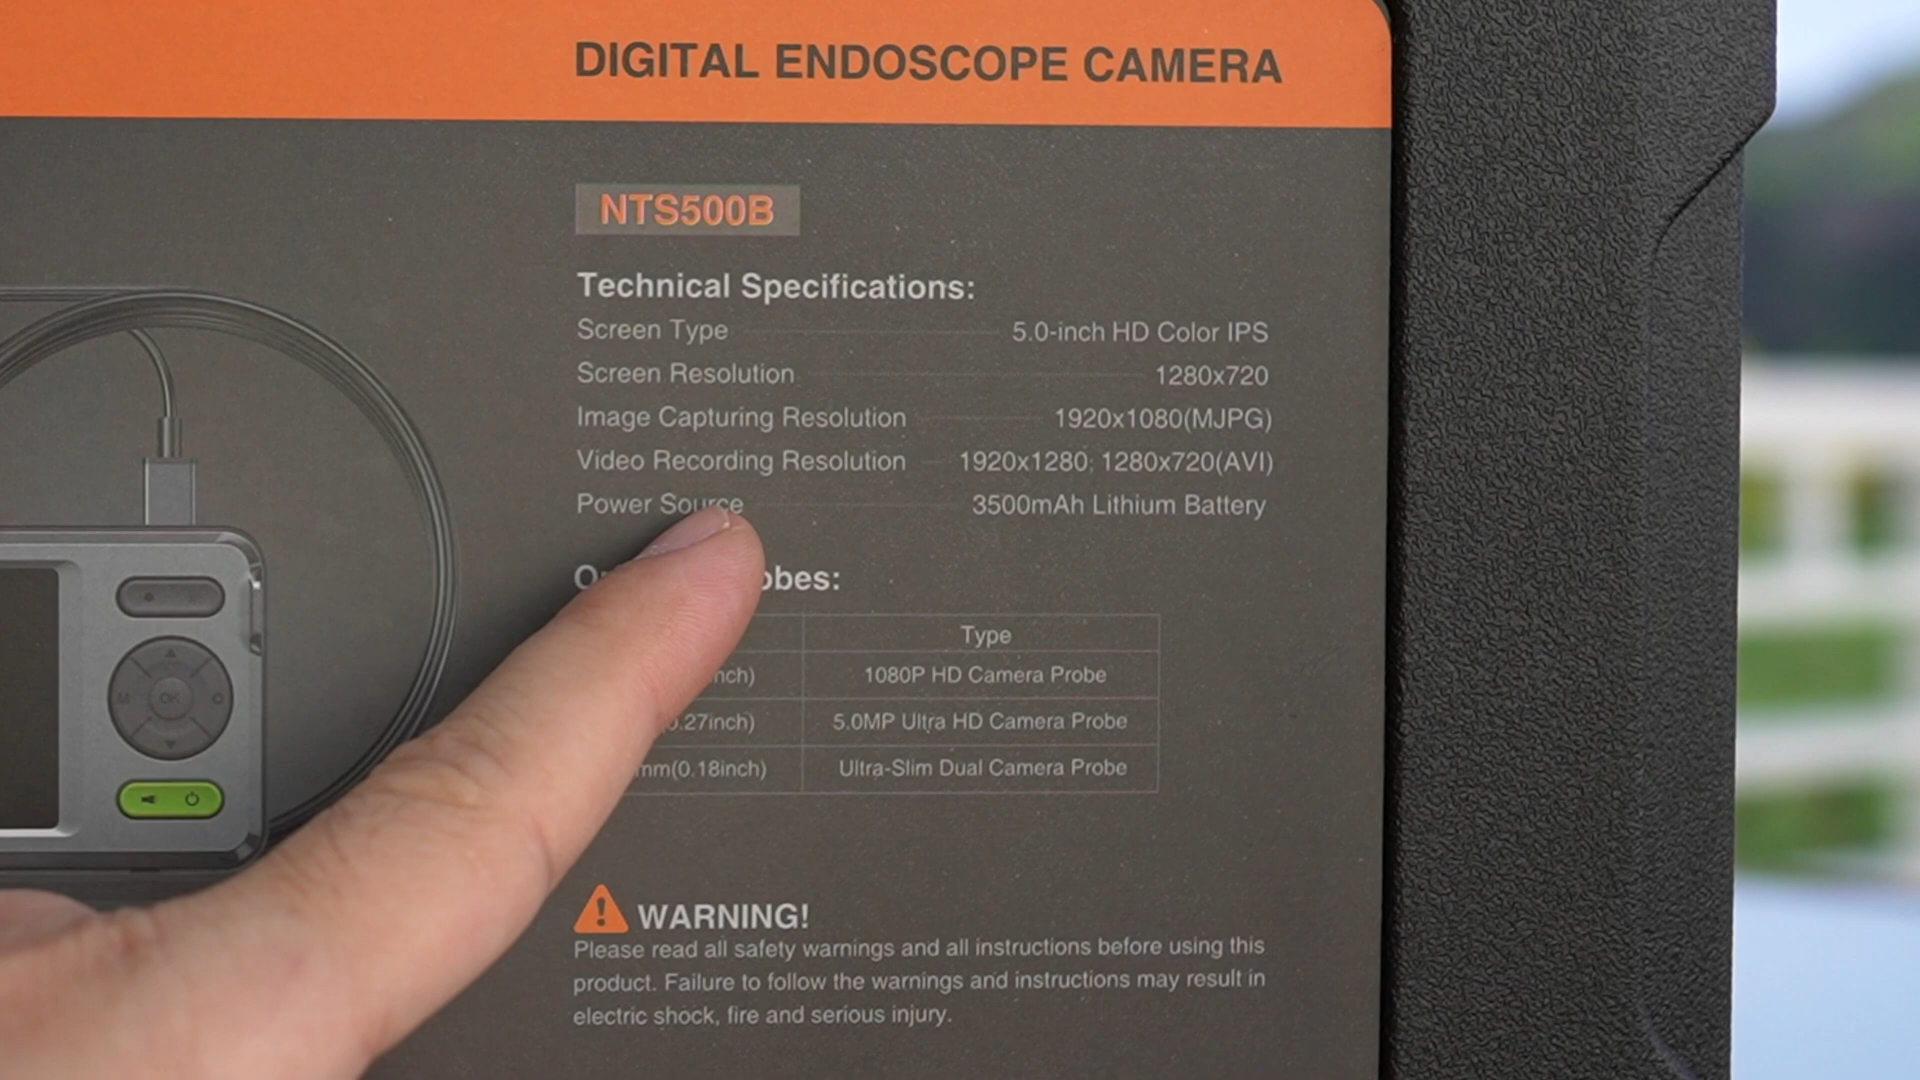 DIGITAL ENDOSCOPE CAMERA
NTS500B
Technical Specifications:
Screen Type 5.0-inch HD Color IPS
Screen Resolution 1280x720
Image Capturing Resolution 1920x1080(MJPG)
Video Recording Resolution 1920x1280; 1280x720(AVI)
Power Source 3500mAh Lithium Battery
Type
1080P HD Camera Probe
5.0MP Ultra HD Camera Probe
mm(0.18inch) Ultra-Slim Dual Camera Probe
M OK
WARNING!
Please read all safety warnings and all instructions before using this
product. Failure to follow the warnings and instructions may result in
electric shock, fire and serious injury.